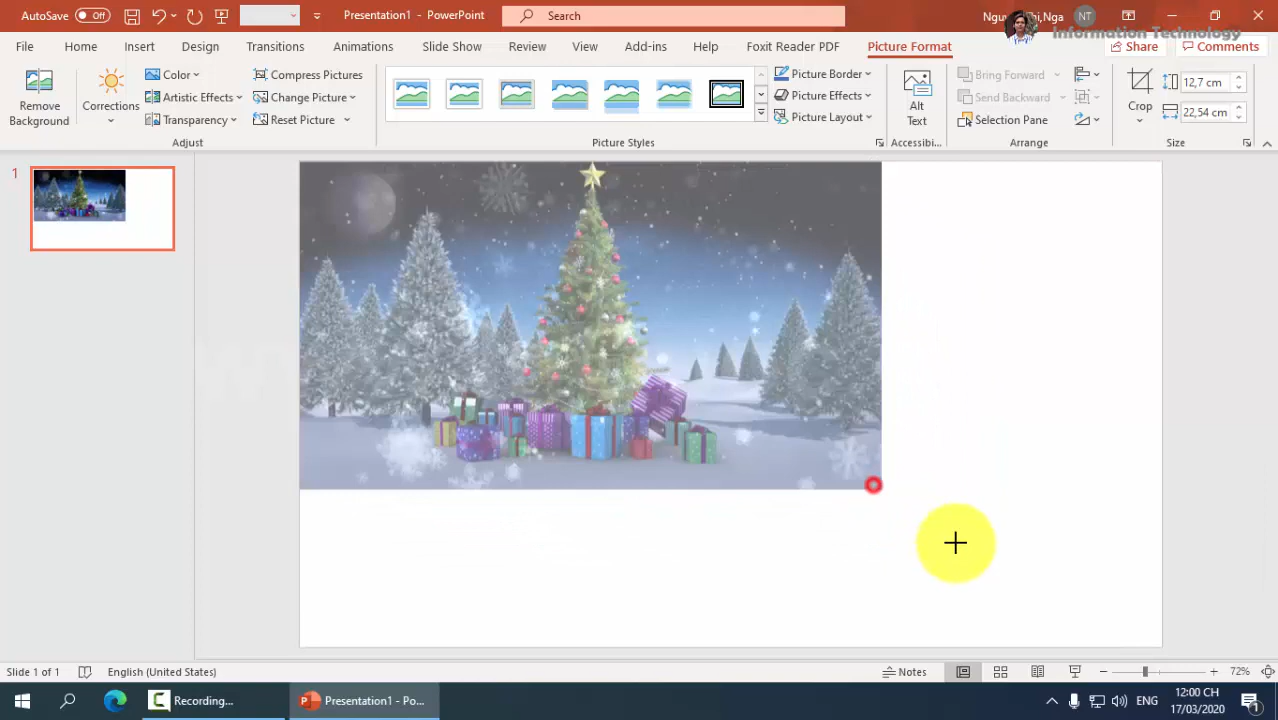 AutoSave Off Presentation1 - PowerPoint Search NT
Information Technology
File Home Insert Design Transitions Animations Slide Show Review View Add-ins Help Foxit Reader PDF Picture Format Share Comments
Remove Background
Corrections
Color
Artistic Effects
Transparency
Compress Pictures
Change Picture
Reset Picture
Adjust
Picture Styles
Picture Border
Picture Effects
Picture Layout
Alt Text
Accessibi...
Bring Forward
Send Backward
Selection Pane
Arrange
Crop
12,7 cm
22,54 cm
Size
1
Slide 1 of 1 English (United States) Notes 72%
Recording... Presentation1 - Po... ENG 12:00 CH
17/03/2020
1